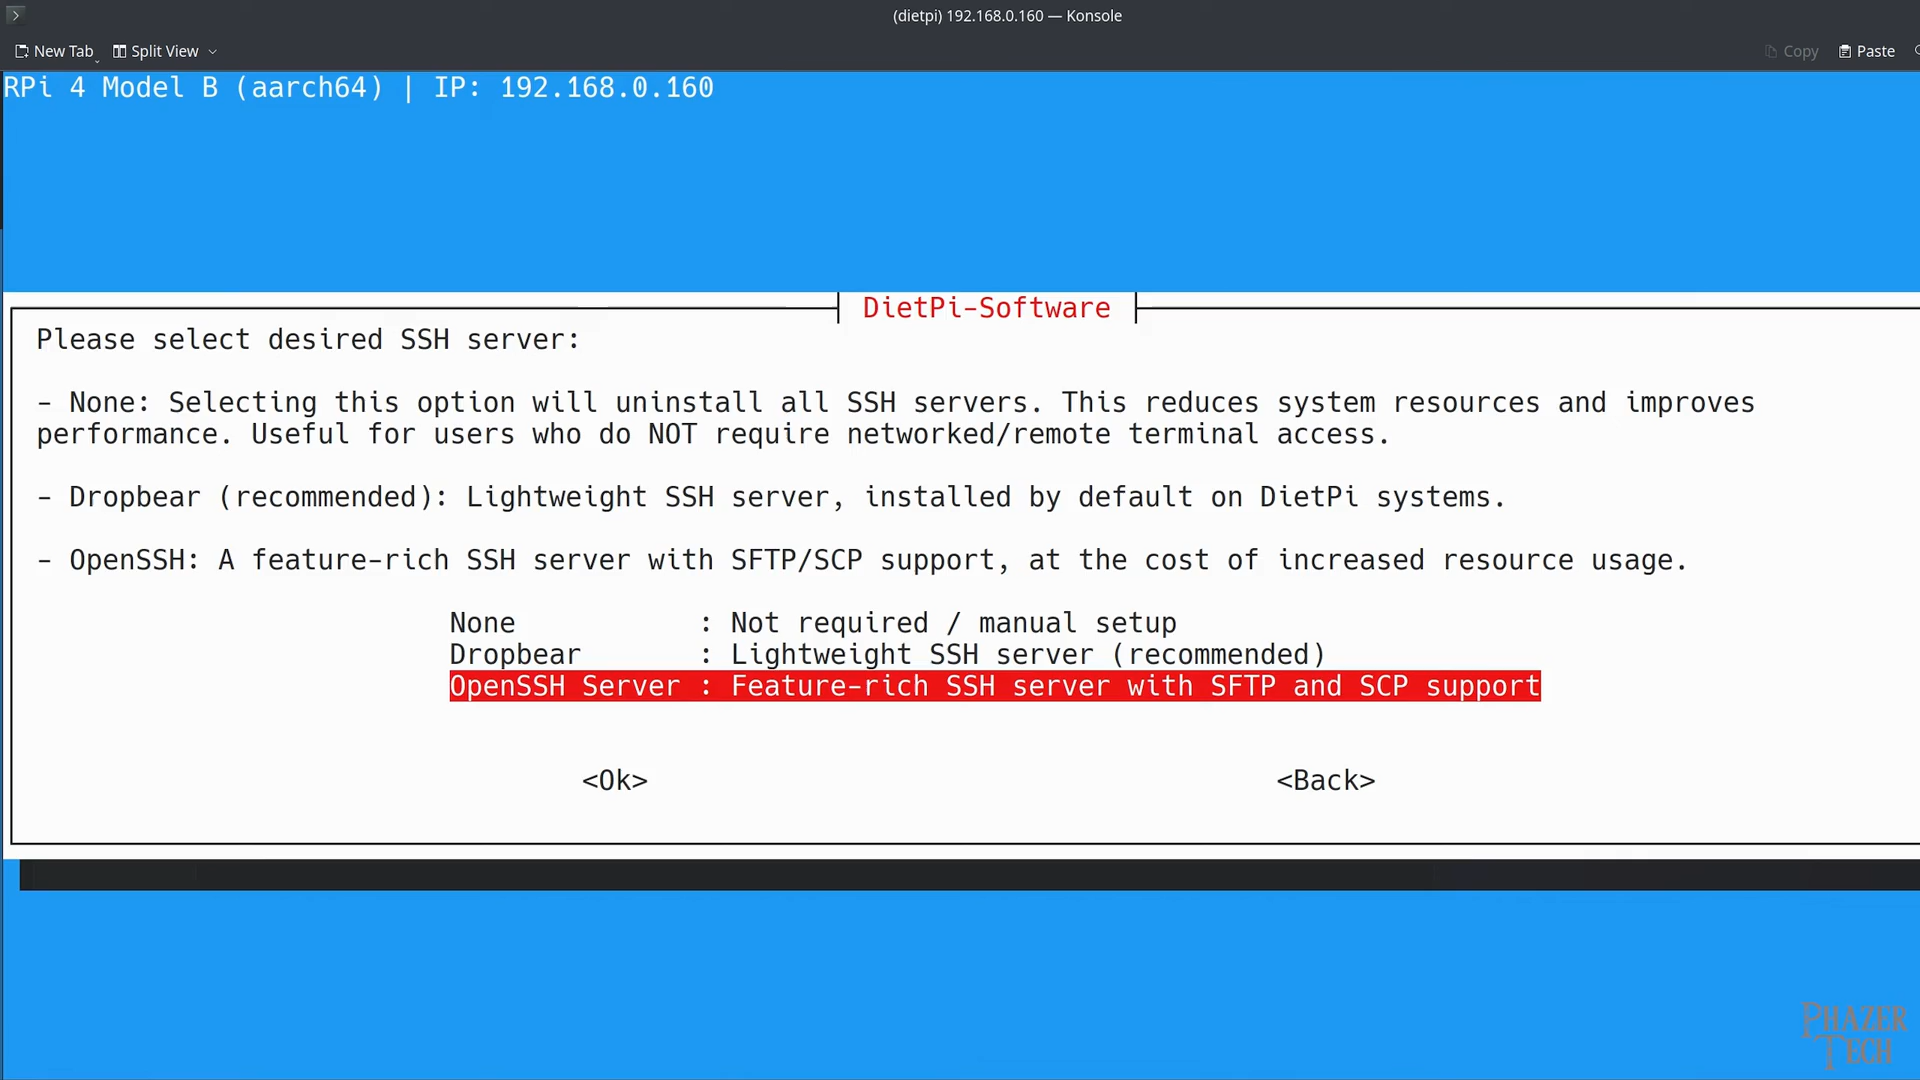 (dietpi) 192.168.0.160 — Konsole
New Tab Split View Copy Paste
RPi 4 Model B (aarch64) | IP: 192.168.0.160
DietPi-Software
Please select desired SSH server:
- None: Selecting this option will uninstall all SSH servers. This reduces system resources and improves
performance. Useful for users who do NOT require networked/remote terminal access.
- Dropbear (recommended): Lightweight SSH server, installed by default on DietPi systems.
- OpenSSH: A feature-rich SSH server with SFTP/SCP support, at the cost of increased resource usage.
None : Not required / manual setup
Dropbear : Lightweight SSH server (recommended)
OpenSSH Server : Feature-rich SSH server with SFTP and SCP support
<Ok> <Back>
PHAZER
TECH